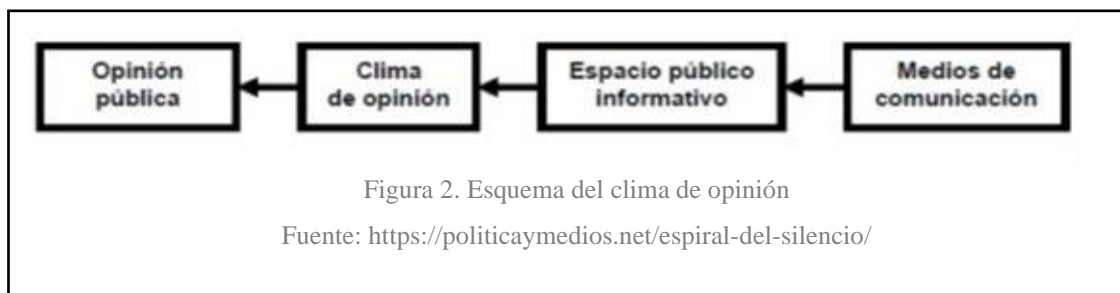 Opinión
pública
Clima
de opinión
Espacio público
informativo
Medios de
comunicación
Figura 2. Esquema del clima de opinión
Fuente: https://politicaymedios.net/espiral-del-silencio/